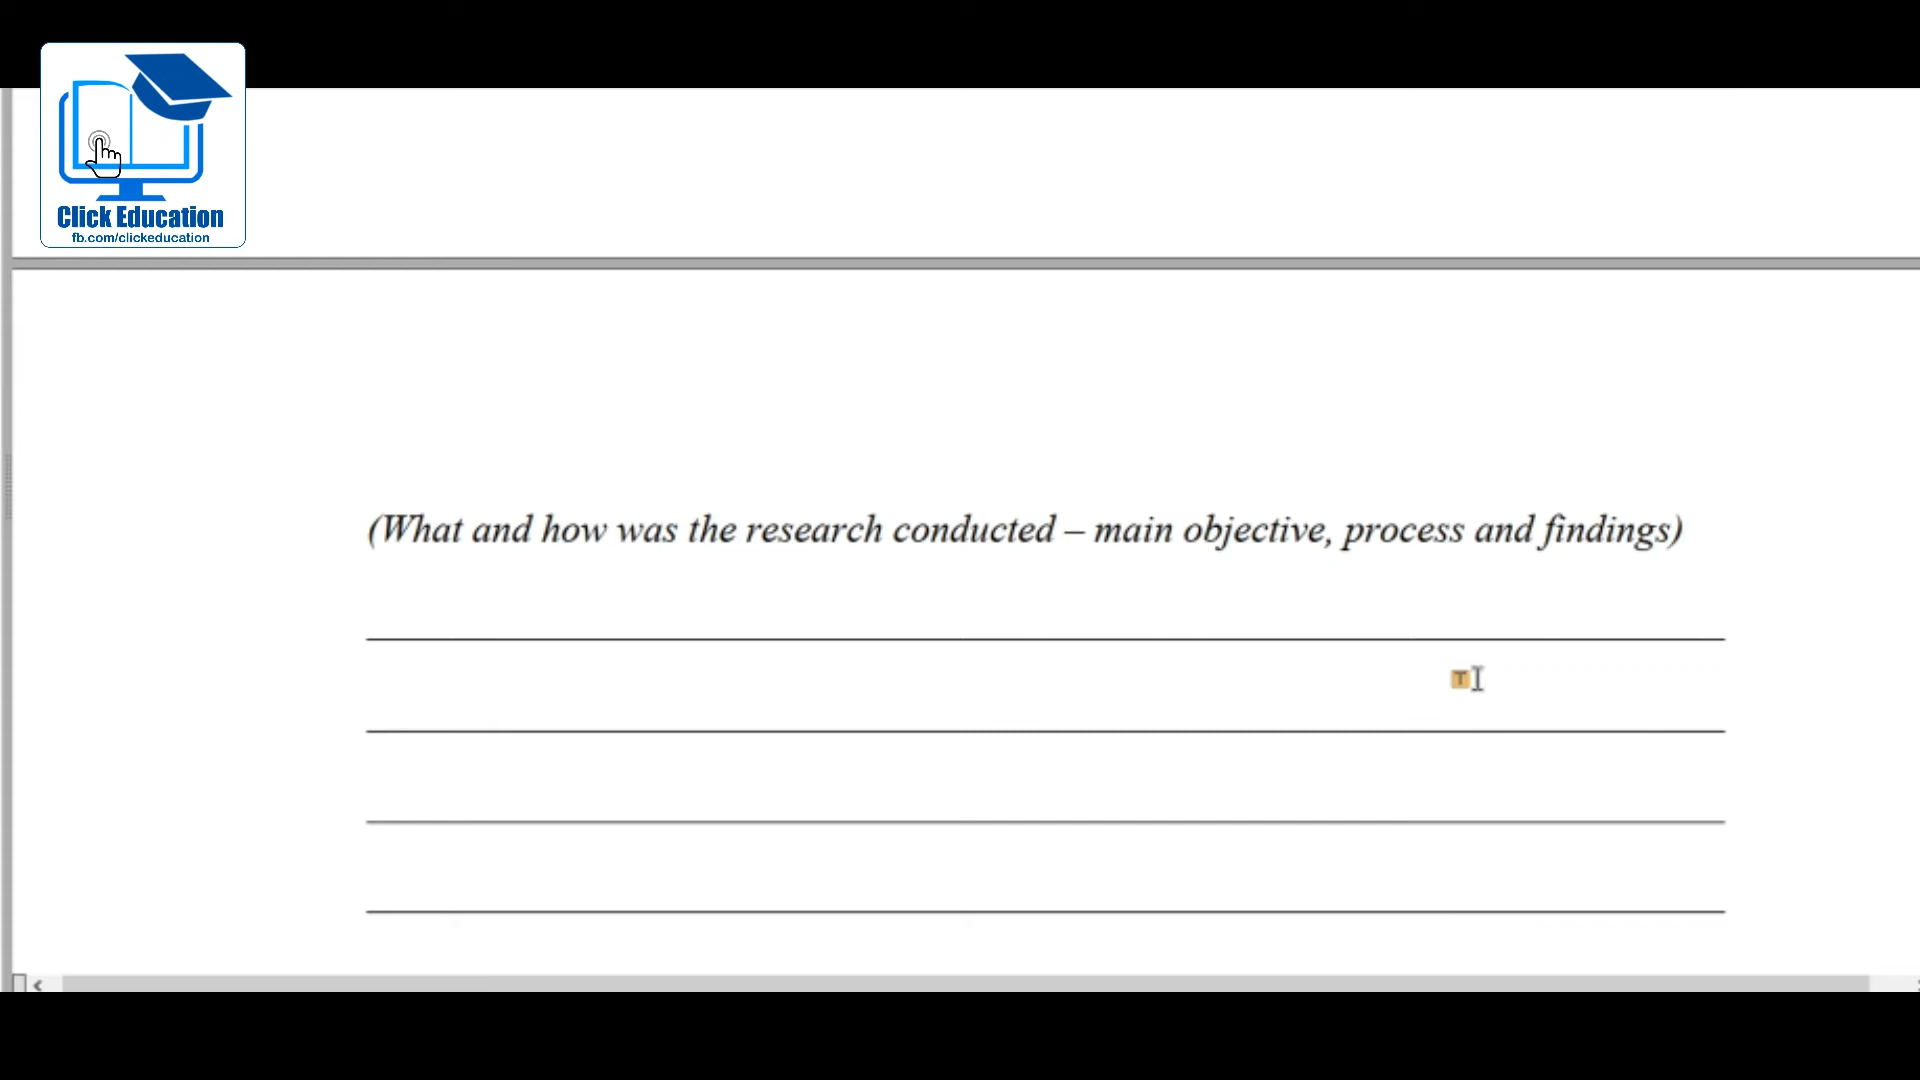 Click Education
fb.com/clickeducation
(What and how was the research conducted – main objective, process and findings)
T